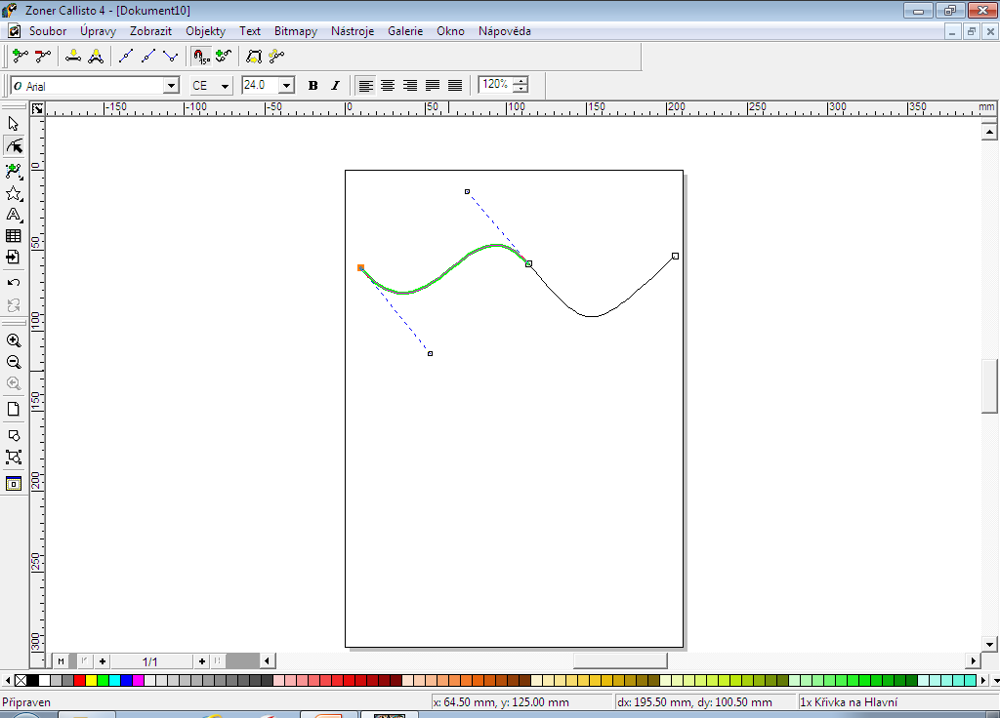 Zoner Callisto 4 - [Dokument10]
Soubor Úpravy Zobrazit Objekty Text Bitmapy Nástroje Galerie Okno Nápověda
15°
O Arial CE 24.0 B I 120%
-150 -100 -50 0 50 100 150 200 250 300 350 mm
0
50
100
150
200
250
300
M 1/1
Připraven x: 64.50 mm, y: 125.00 mm dx: 195.50 mm, dy: 100.50 mm 1x Křivka na Hlavní